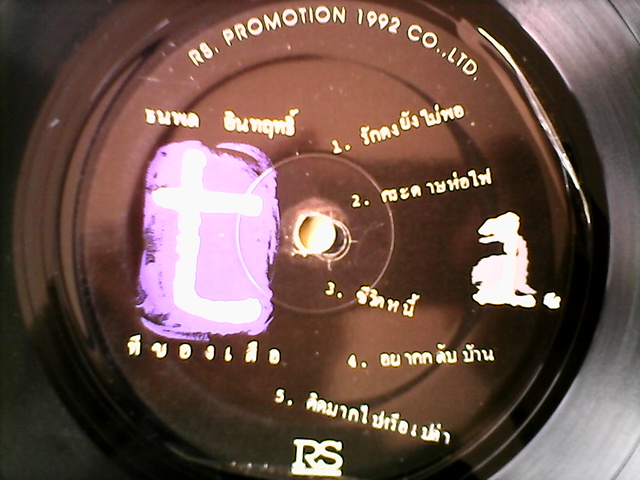 RS. PROMOTION 1992 CO.,LTD.
ธนพล อินทฤทธิ์
t
ทีของเสือ
1. รักคงยังไม่พอ
2. กระดาษห่อไฟ
3. ชีวิตหนี้
4. อยากกลับบ้าน
5. คิดมากไปหรือเปล่า
RS